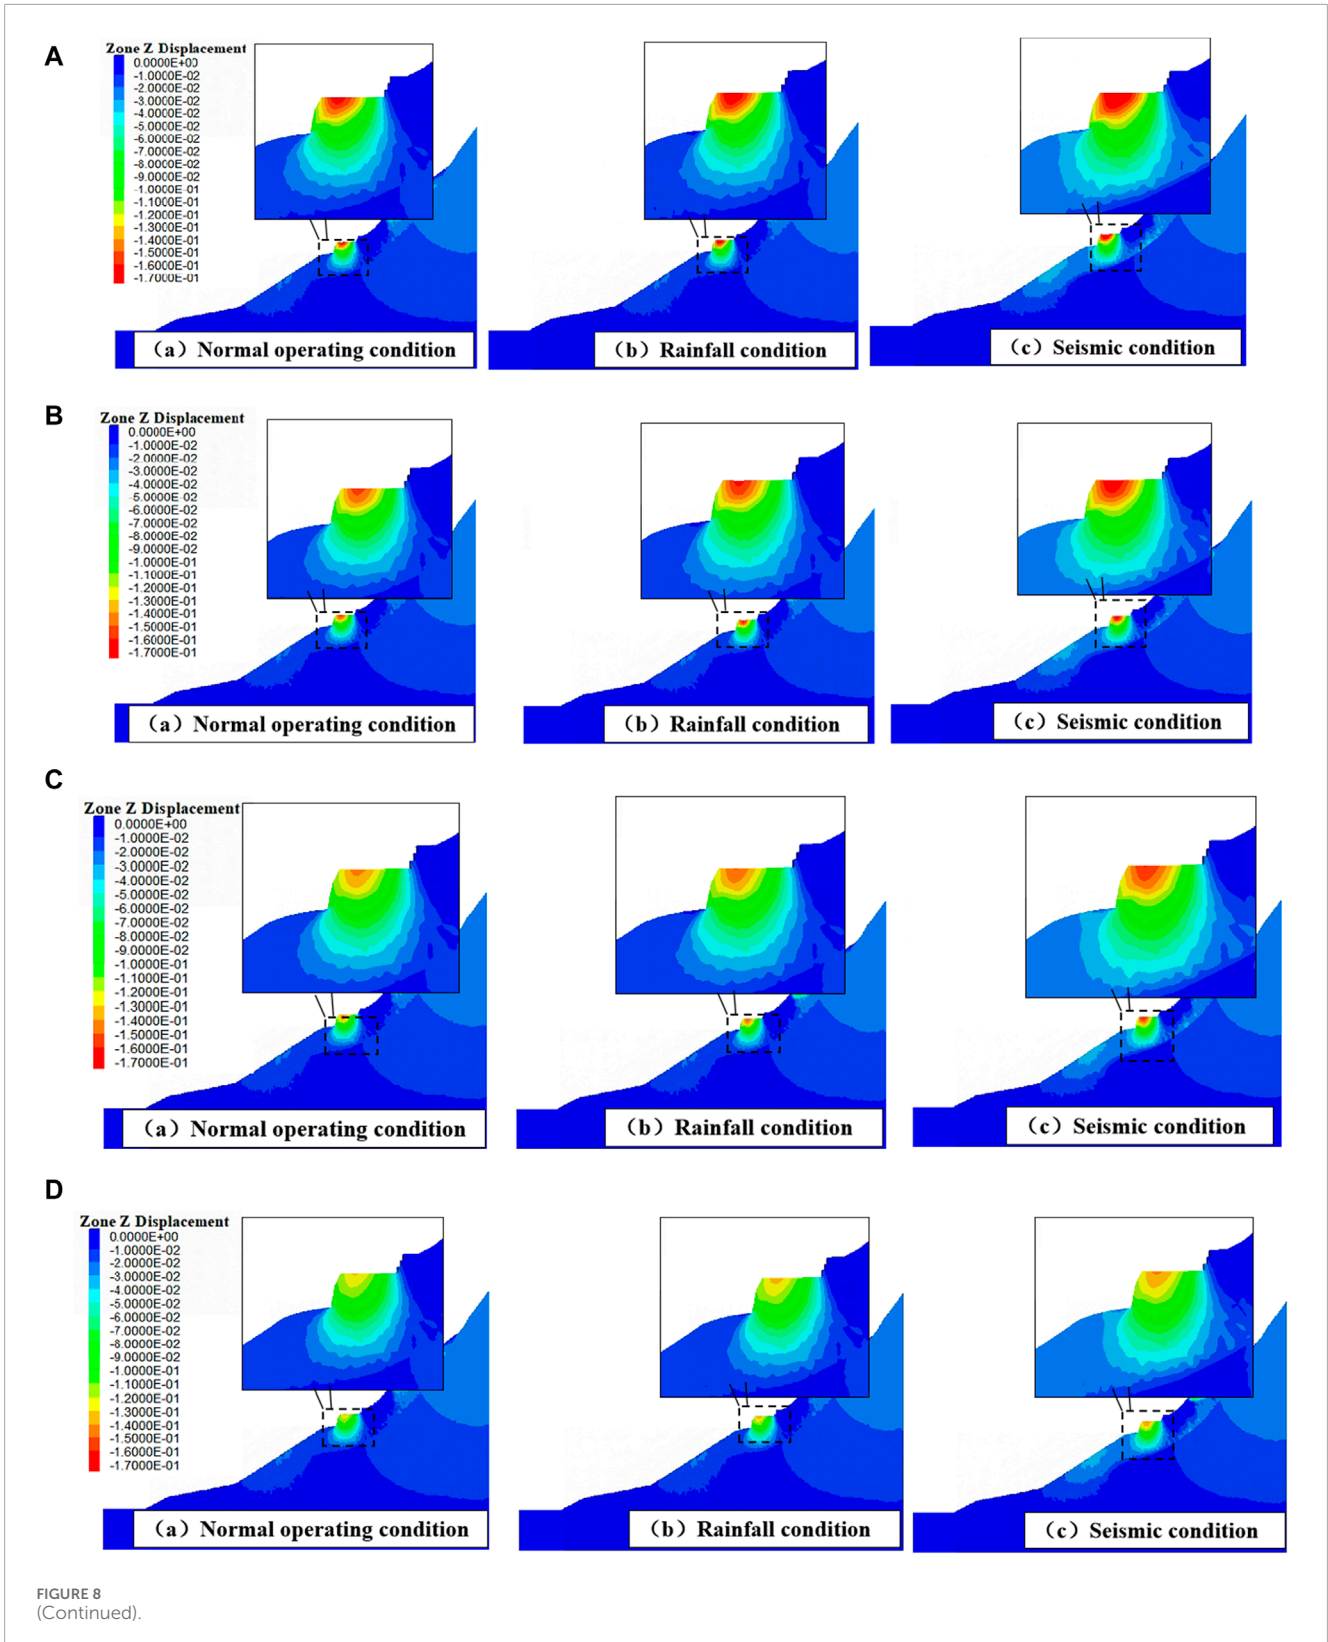 A
Zone Z Displacement
0.0000E+00
-1.0000E-02
-2.0000E-02
-3.0000E-02
-4.0000E-02
-5.0000E-02
-6.0000E-02
-7.0000E-02
-8.0000E-02
-9.0000E-02
-1.0000E-01
-1.1000E-01
-1.2000E-01
-1.3000E-01
-1.4000E-01
-1.5000E-01
-1.6000E-01
-1.7000E-01
（a）Normal operating condition
（b）Rainfall condition
（c）Seismic condition
B
Zone Z Displacement
0.0000E+00
-1.0000E-02
-2.0000E-02
-3.0000E-02
-4.0000E-02
-5.0000E-02
-6.0000E-02
-7.0000E-02
-8.0000E-02
-9.0000E-02
-1.0000E-01
-1.1000E-01
-1.2000E-01
-1.3000E-01
-1.4000E-01
-1.5000E-01
-1.6000E-01
-1.7000E-01
（a）Normal operating condition
（b）Rainfall condition
（c）Seismic condition
C
Zone Z Displacement
0.0000E+00
-1.0000E-02
-2.0000E-02
-3.0000E-02
-4.0000E-02
-5.0000E-02
-6.0000E-02
-7.0000E-02
-8.0000E-02
-9.0000E-02
-1.0000E-01
-1.1000E-01
-1.2000E-01
-1.3000E-01
-1.4000E-01
-1.5000E-01
-1.6000E-01
-1.7000E-01
（a）Normal operating condition
（b）Rainfall condition
（c）Seismic condition
D
Zone Z Displacement
0.0000E+00
-1.0000E-02
-2.0000E-02
-3.0000E-02
-4.0000E-02
-5.0000E-02
-6.0000E-02
-7.0000E-02
-8.0000E-02
-9.0000E-02
-1.0000E-01
-1.1000E-01
-1.2000E-01
-1.3000E-01
-1.4000E-01
-1.5000E-01
-1.6000E-01
-1.7000E-01
（a）Normal operating condition
（b）Rainfall condition
（c）Seismic condition
FIGURE 8
(Continued).